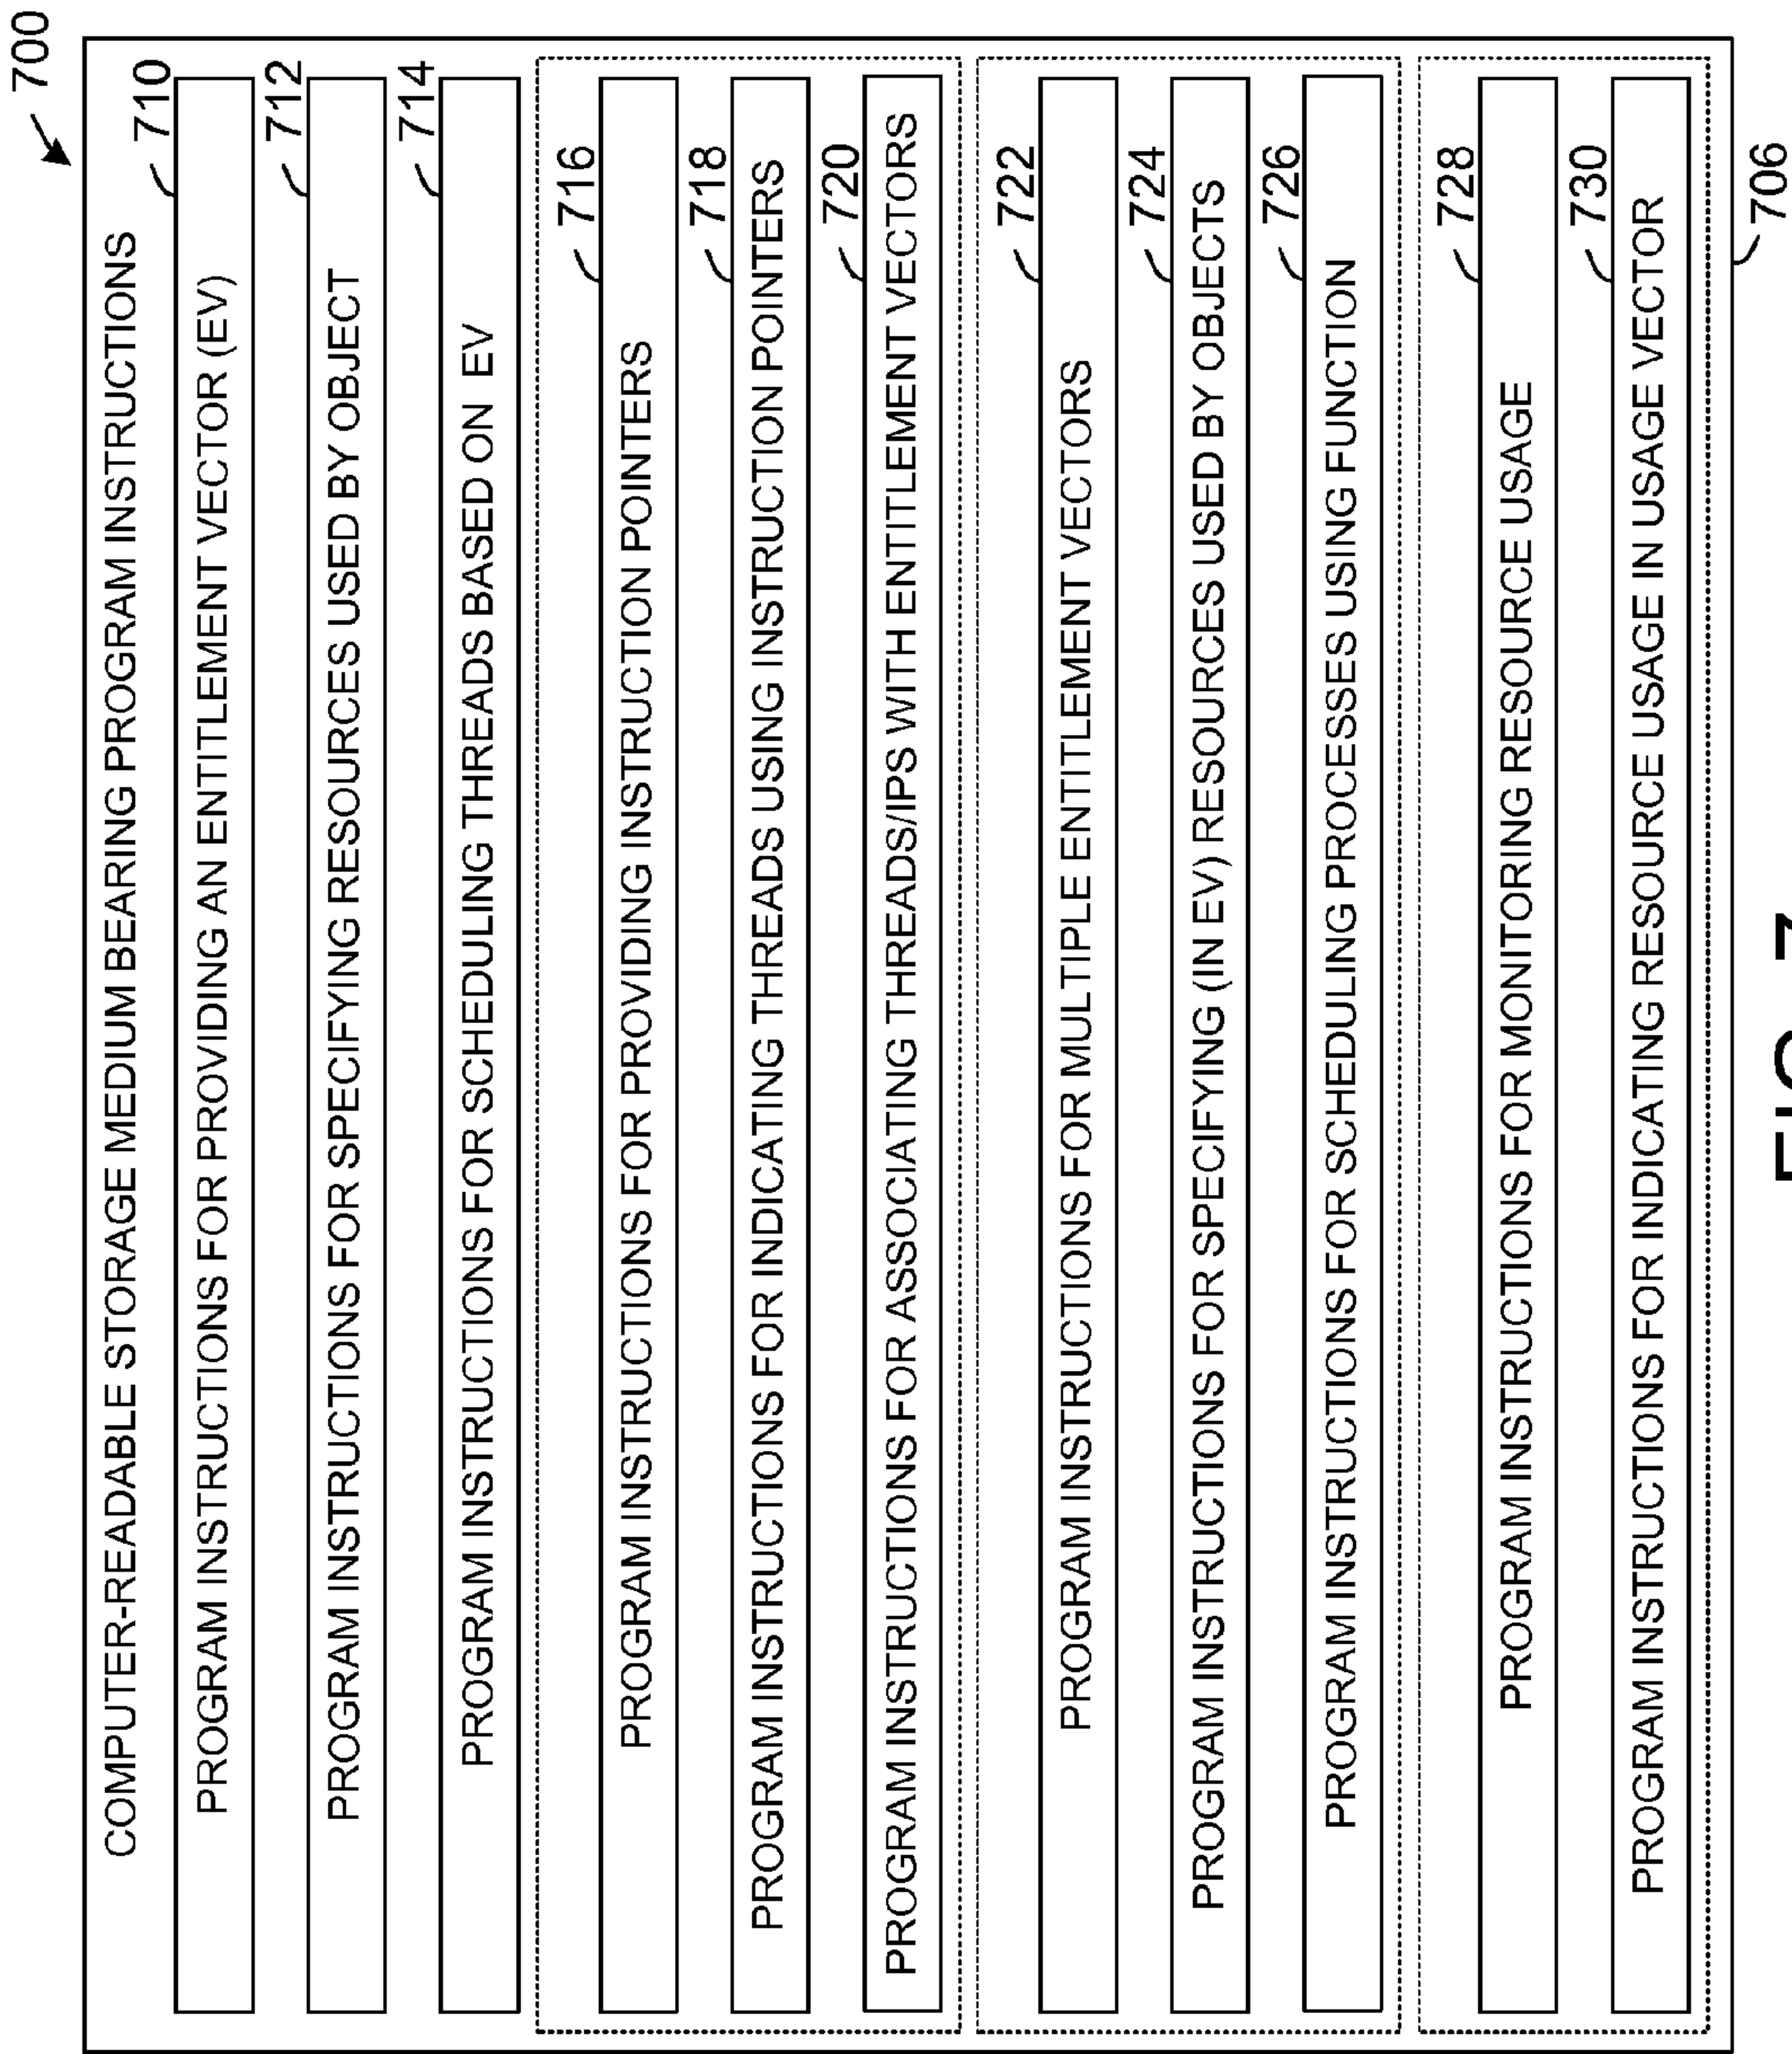 700
COMPUTER-READABLE STORAGE MEDIUM BEARING PROGRAM INSTRUCTIONS
710
PROGRAM INSTRUCTIONS FOR PROVIDING AN ENTITLEMENT VECTOR (EV)
712
PROGRAM INSTRUCTIONS FOR SPECIFYING RESOURCES USED BY OBJECT
714
PROGRAM INSTRUCTIONS FOR SCHEDULING THREADS BASED ON EV
716
PROGRAM INSTRUCTIONS FOR PROVIDING INSTRUCTION POINTERS
718
PROGRAM INSTRUCTIONS FOR INDICATING THREADS USING INSTRUCTION POINTERS
720
PROGRAM INSTRUCTIONS FOR ASSOCIATING THREADS/IPS WITH ENTITLEMENT VECTORS
722
PROGRAM INSTRUCTIONS FOR MULTIPLE ENTITLEMENT VECTORS
724
PROGRAM INSTRUCTIONS FOR SPECIFYING (IN EV) RESOURCES USED BY OBJECTS
726
PROGRAM INSTRUCTIONS FOR SCHEDULING PROCESSES USING FUNCTION
728
PROGRAM INSTRUCTIONS FOR MONITORING RESOURCE USAGE
730
PROGRAM INSTRUCTIONS FOR INDICATING RESOURCE USAGE IN USAGE VECTOR
706